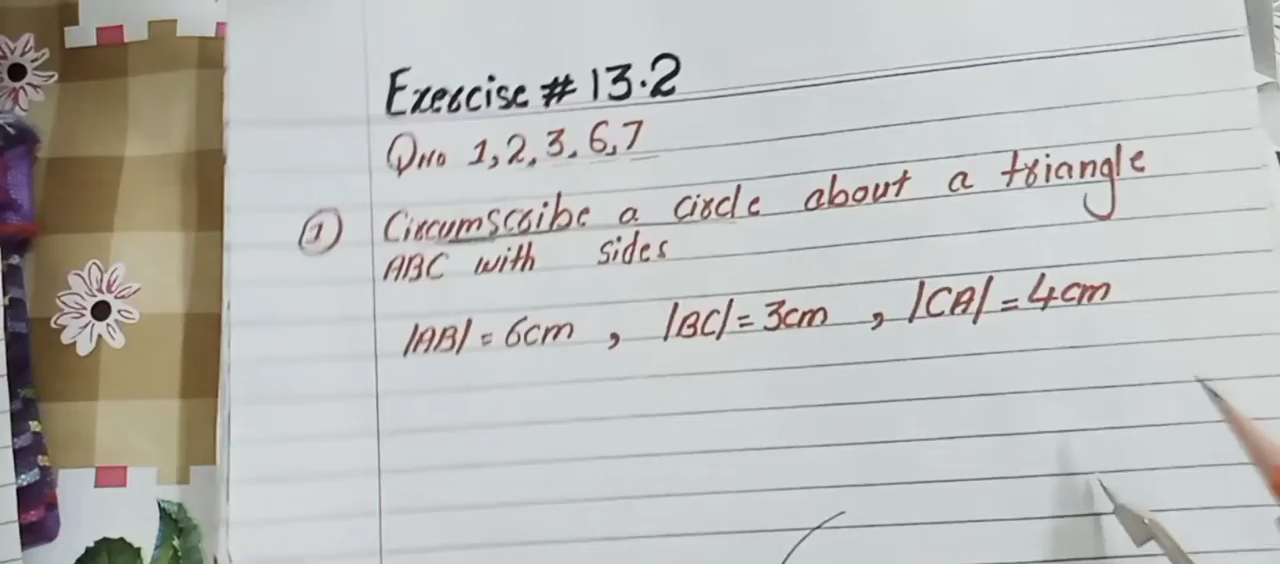 Exercise # 13.2
QNo 1, 2, 3, 6, 7
① Circumscribe a circle about a triangle
ABC with sides
|AB| = 6cm , |BC| = 3cm , |CA| = 4cm